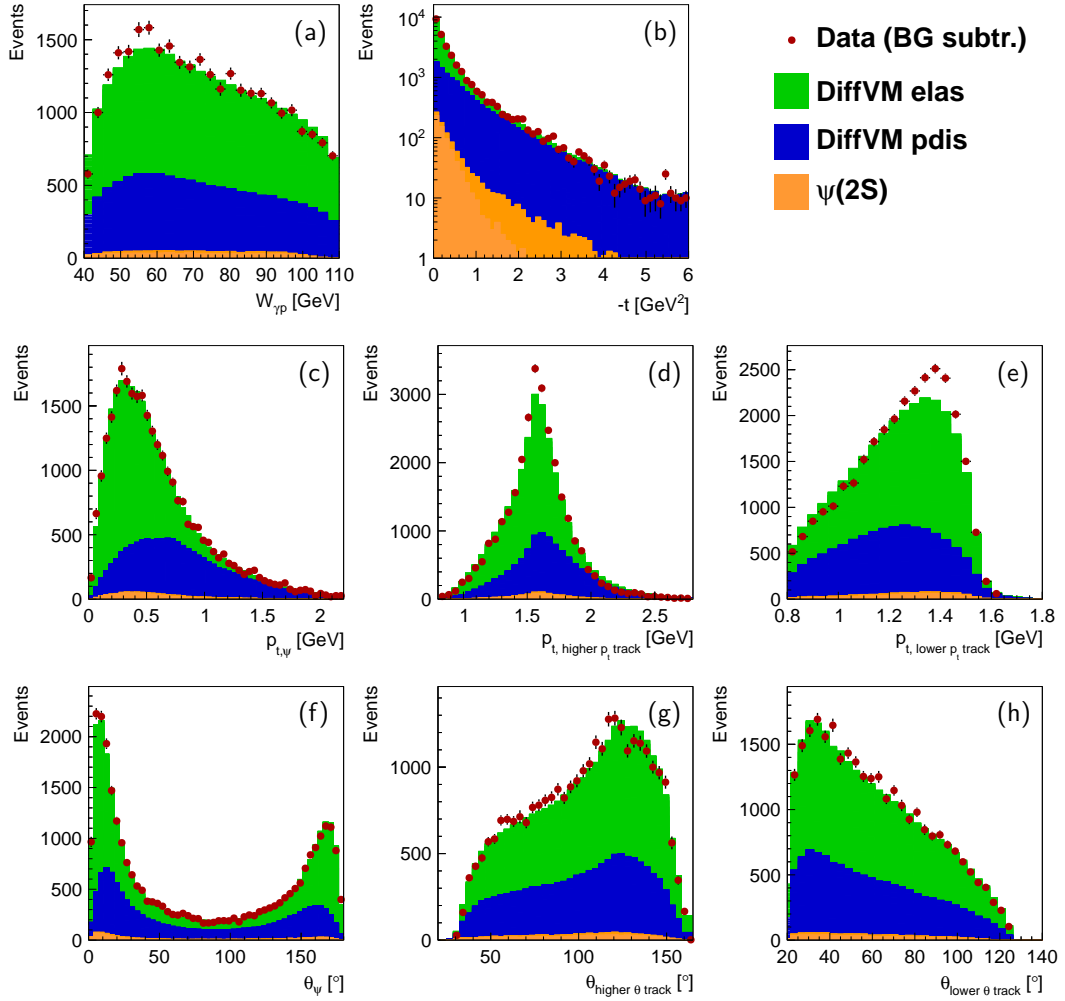 Events
(a)
1500
1000
500
0
40 50 60 70 80 90 100 110
W_γp [GeV]
Events
(b)
10^4
10^3
10^2
10
1
0 1 2 3 4 5 6
-t [GeV^2]
Data (BG subtr.)
DiffVM elas
DiffVM pdis
ψ(2S)
Events
(c)
1500
1000
500
0
0 0.5 1 1.5 2
p_t,ψ [GeV]
Events
(d)
3000
2000
1000
0
1 1.5 2 2.5
p_t, higher p_t track [GeV]
Events
(e)
2500
2000
1500
1000
500
0
0.8 1 1.2 1.4 1.6 1.8
p_t, lower p_t track [GeV]
Events
(f)
2000
1500
1000
500
0
0 50 100 150
θ_ψ [°]
Events
(g)
1000
500
0
50 100 150
θ_higher θ track [°]
Events
(h)
1500
1000
500
0
20 40 60 80 100 120 140
θ_lower θ track [°]